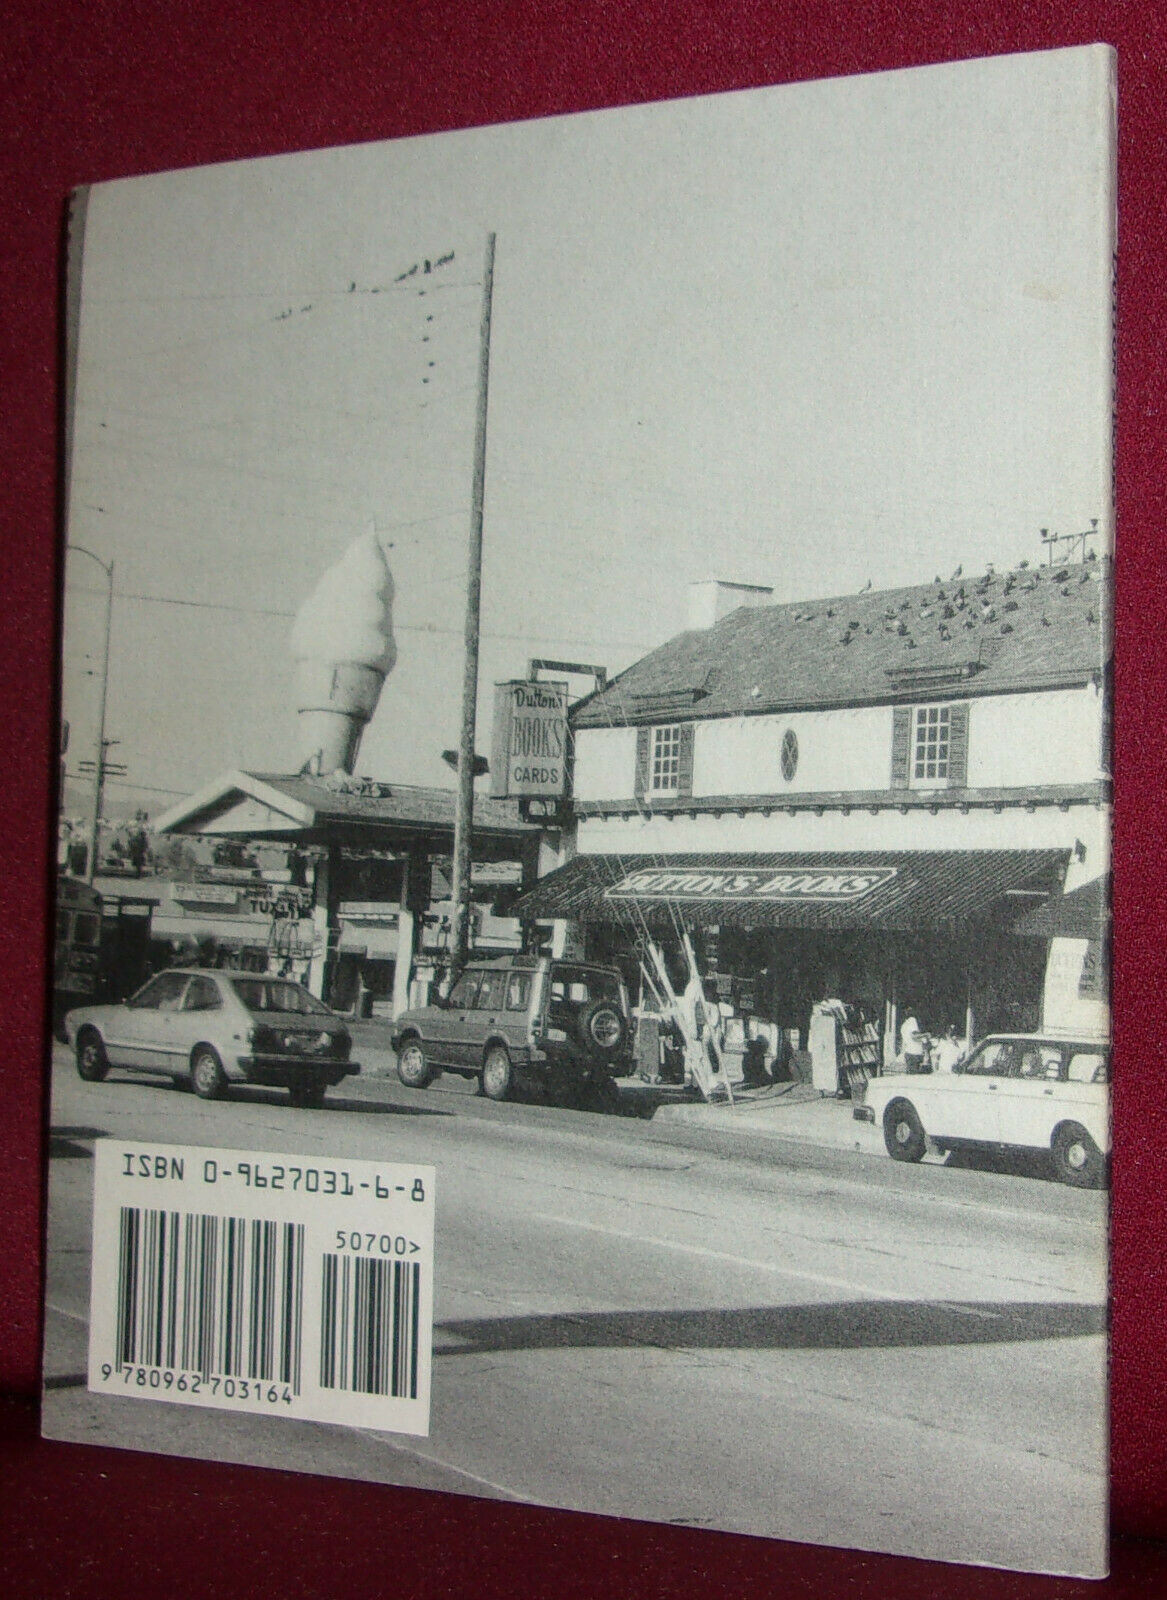 Dutton's
BOOKS
CARDS
DUTTON'S BOOKS
TUX
ISBN 0-9627031-6-8
50700>
9 780962 703164